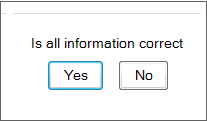 Is all information correct
Yes No